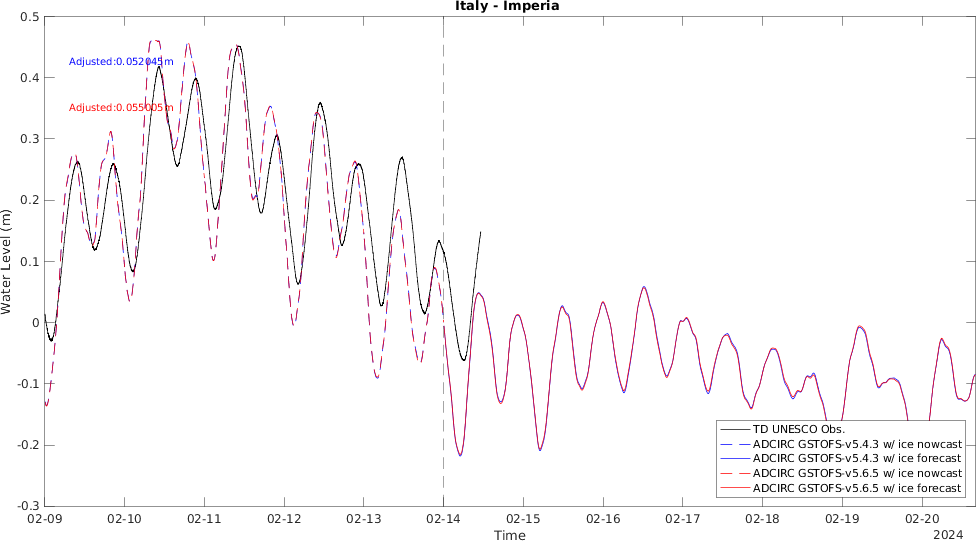 Italy - Imperia
Water Level (m)
0.5
0.4
0.3
0.2
0.1
0
-0.1
-0.2
-0.3
Adjusted:0.052045m
Adjusted:0.055005m
TD UNESCO Obs.
ADCIRC GSTOFS-v5.4.3 w/ ice nowcast
ADCIRC GSTOFS-v5.4.3 w/ ice forecast
ADCIRC GSTOFS-v5.6.5 w/ ice nowcast
ADCIRC GSTOFS-v5.6.5 w/ ice forecast
02-09 02-10 02-11 02-12 02-13 02-14 02-15 02-16 02-17 02-18 02-19 02-20
Time
2024